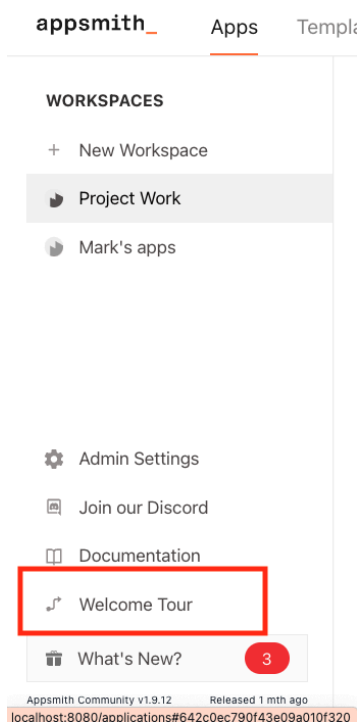 appsmith_ Apps Templa
WORKSPACES
+ New Workspace
Project Work
Mark's apps
Admin Settings
Join our Discord
Documentation
Welcome Tour
What's New? 3
Appsmith Community v1.9.12 Released 1 mth ago
localhost:8080/applications#642c0ec790f43e09a010f320